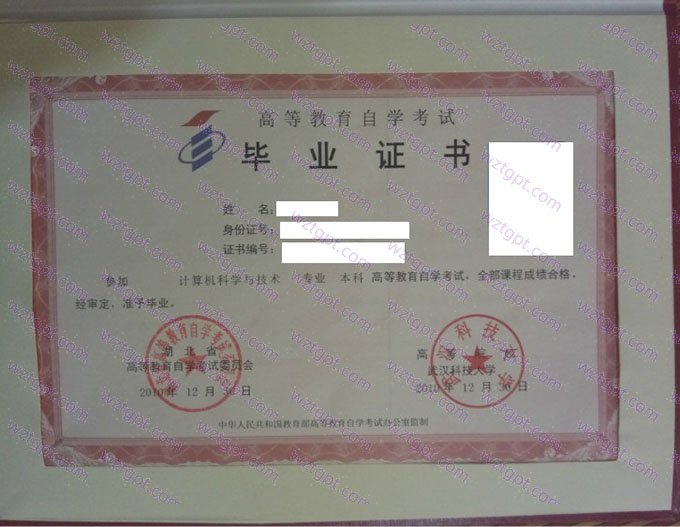 高等教育自学考试
毕业证书
姓 名：
身份证号：
证书编号：
参加 计算机科学与技术 专业 本科 高等教育自学考试，全部课程成绩合格，
经审定，准予毕业。
湖北省
高等教育自学考试委员会
2010年 12月 日
高等院校
武汉科技大学
2010年 12月 日
中华人民共和国教育部高等教育自学考试办公室监制
wztgpt.com